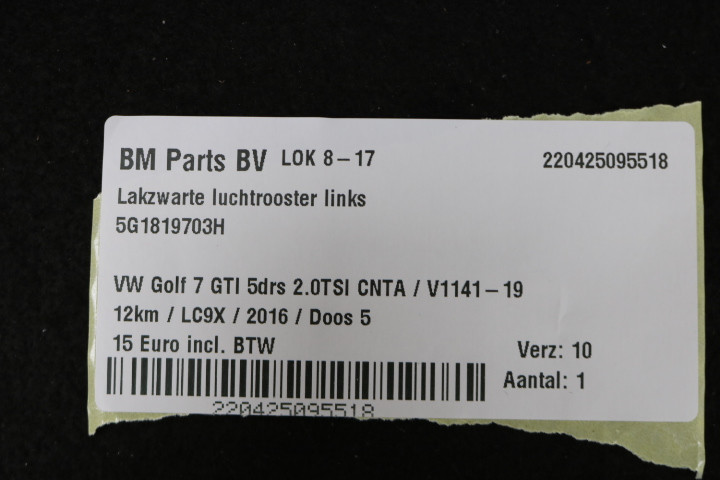 BM Parts BV LOK 8-17 220425095518
Lakzwarte luchtrooster links
5G1819703H
VW Golf 7 GTI 5drs 2.0TSI CNTA / V1141-19
12km / LC9X / 2016 / Doos 5
15 Euro incl. BTW Verz: 10
Aantal: 1
220425095518